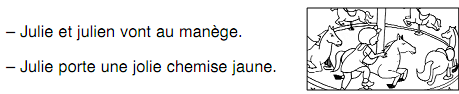 – Julie et julien vont au manège.
– Julie porte une jolie chemise jaune.